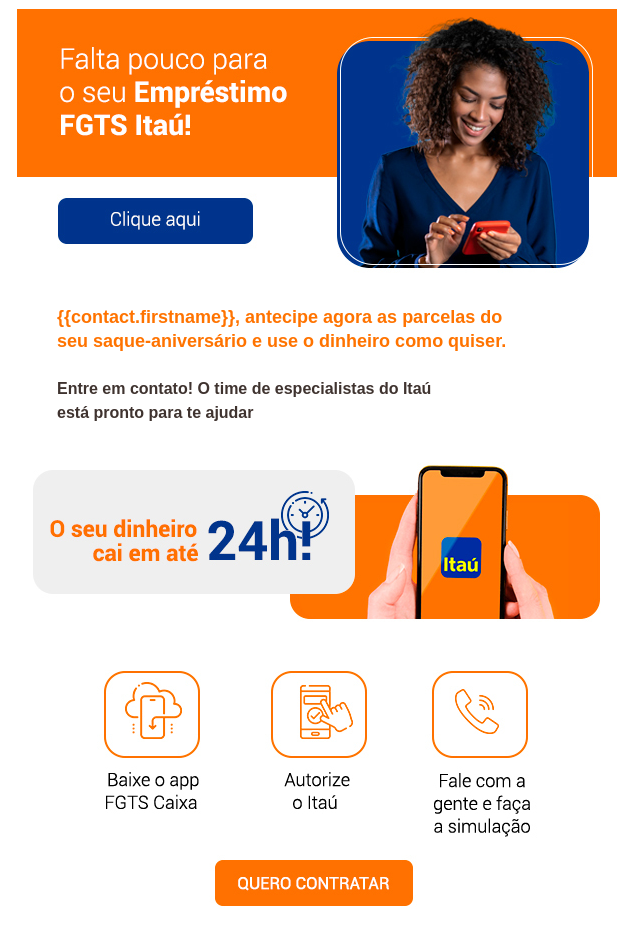 Falta pouco para
o seu Empréstimo
FGTS Itaú!
Clique aqui
{{contact.firstname}}, antecipe agora as parcelas do
seu saque-aniversário e use o dinheiro como quiser.
Entre em contato! O time de especialistas do Itaú
está pronto para te ajudar
O seu dinheiro
cai em até
24h!
Itaú
Baixe o app
FGTS Caixa
Autorize
o Itaú
Fale com a
gente e faça
a simulação
QUERO CONTRATAR